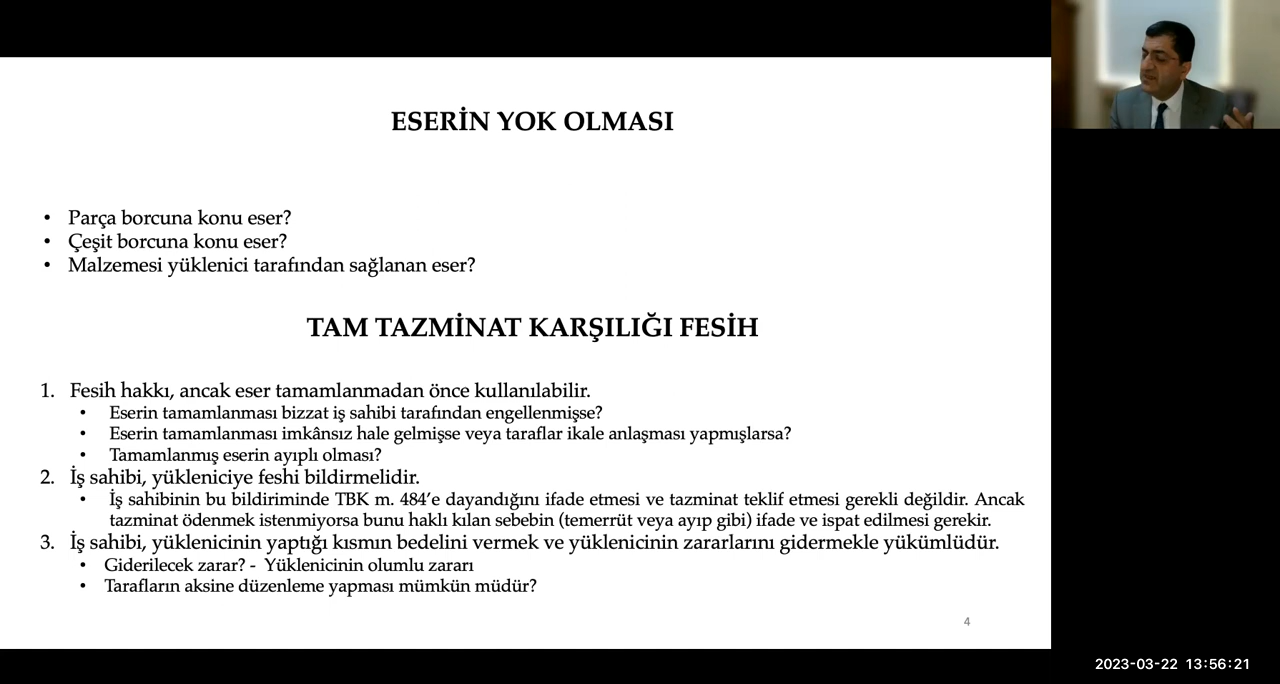 ESERİN YOK OLMASI
• Parça borcuna konu eser?
• Çeşit borcuna konu eser?
• Malzemesi yüklenici tarafından sağlanan eser?
TAM TAZMİNAT KARŞILIĞI FESİH
1. Fesih hakkı, ancak eser tamamlanmadan önce kullanılabilir.
• Eserin tamamlanması bizzat iş sahibi tarafından engellenmişse?
• Eserin tamamlanması imkânsız hale gelmişse veya taraflar ikale anlaşması yapmışlarsa?
• Tamamlanmış eserin ayıplı olması?
2. İş sahibi, yükleniciye feshi bildirmelidir.
• İş sahibinin bu bildiriminde TBK m. 484’e dayandığını ifade etmesi ve tazminat teklif etmesi gerekli değildir. Ancak
tazminat ödenmek istenmiyorsa bunu haklı kılan sebebin (temerrüt veya ayıp gibi) ifade ve ispat edilmesi gerekir.
3. İş sahibi, yüklenicinin yaptığı kısmın bedelini vermek ve yüklenicinin zararlarını gidermekle yükümlüdür.
• Giderilecek zarar? - Yüklenicinin olumlu zararı
• Tarafların aksine düzenleme yapması mümkün müdür?
4
2023-03-22 13:56:21